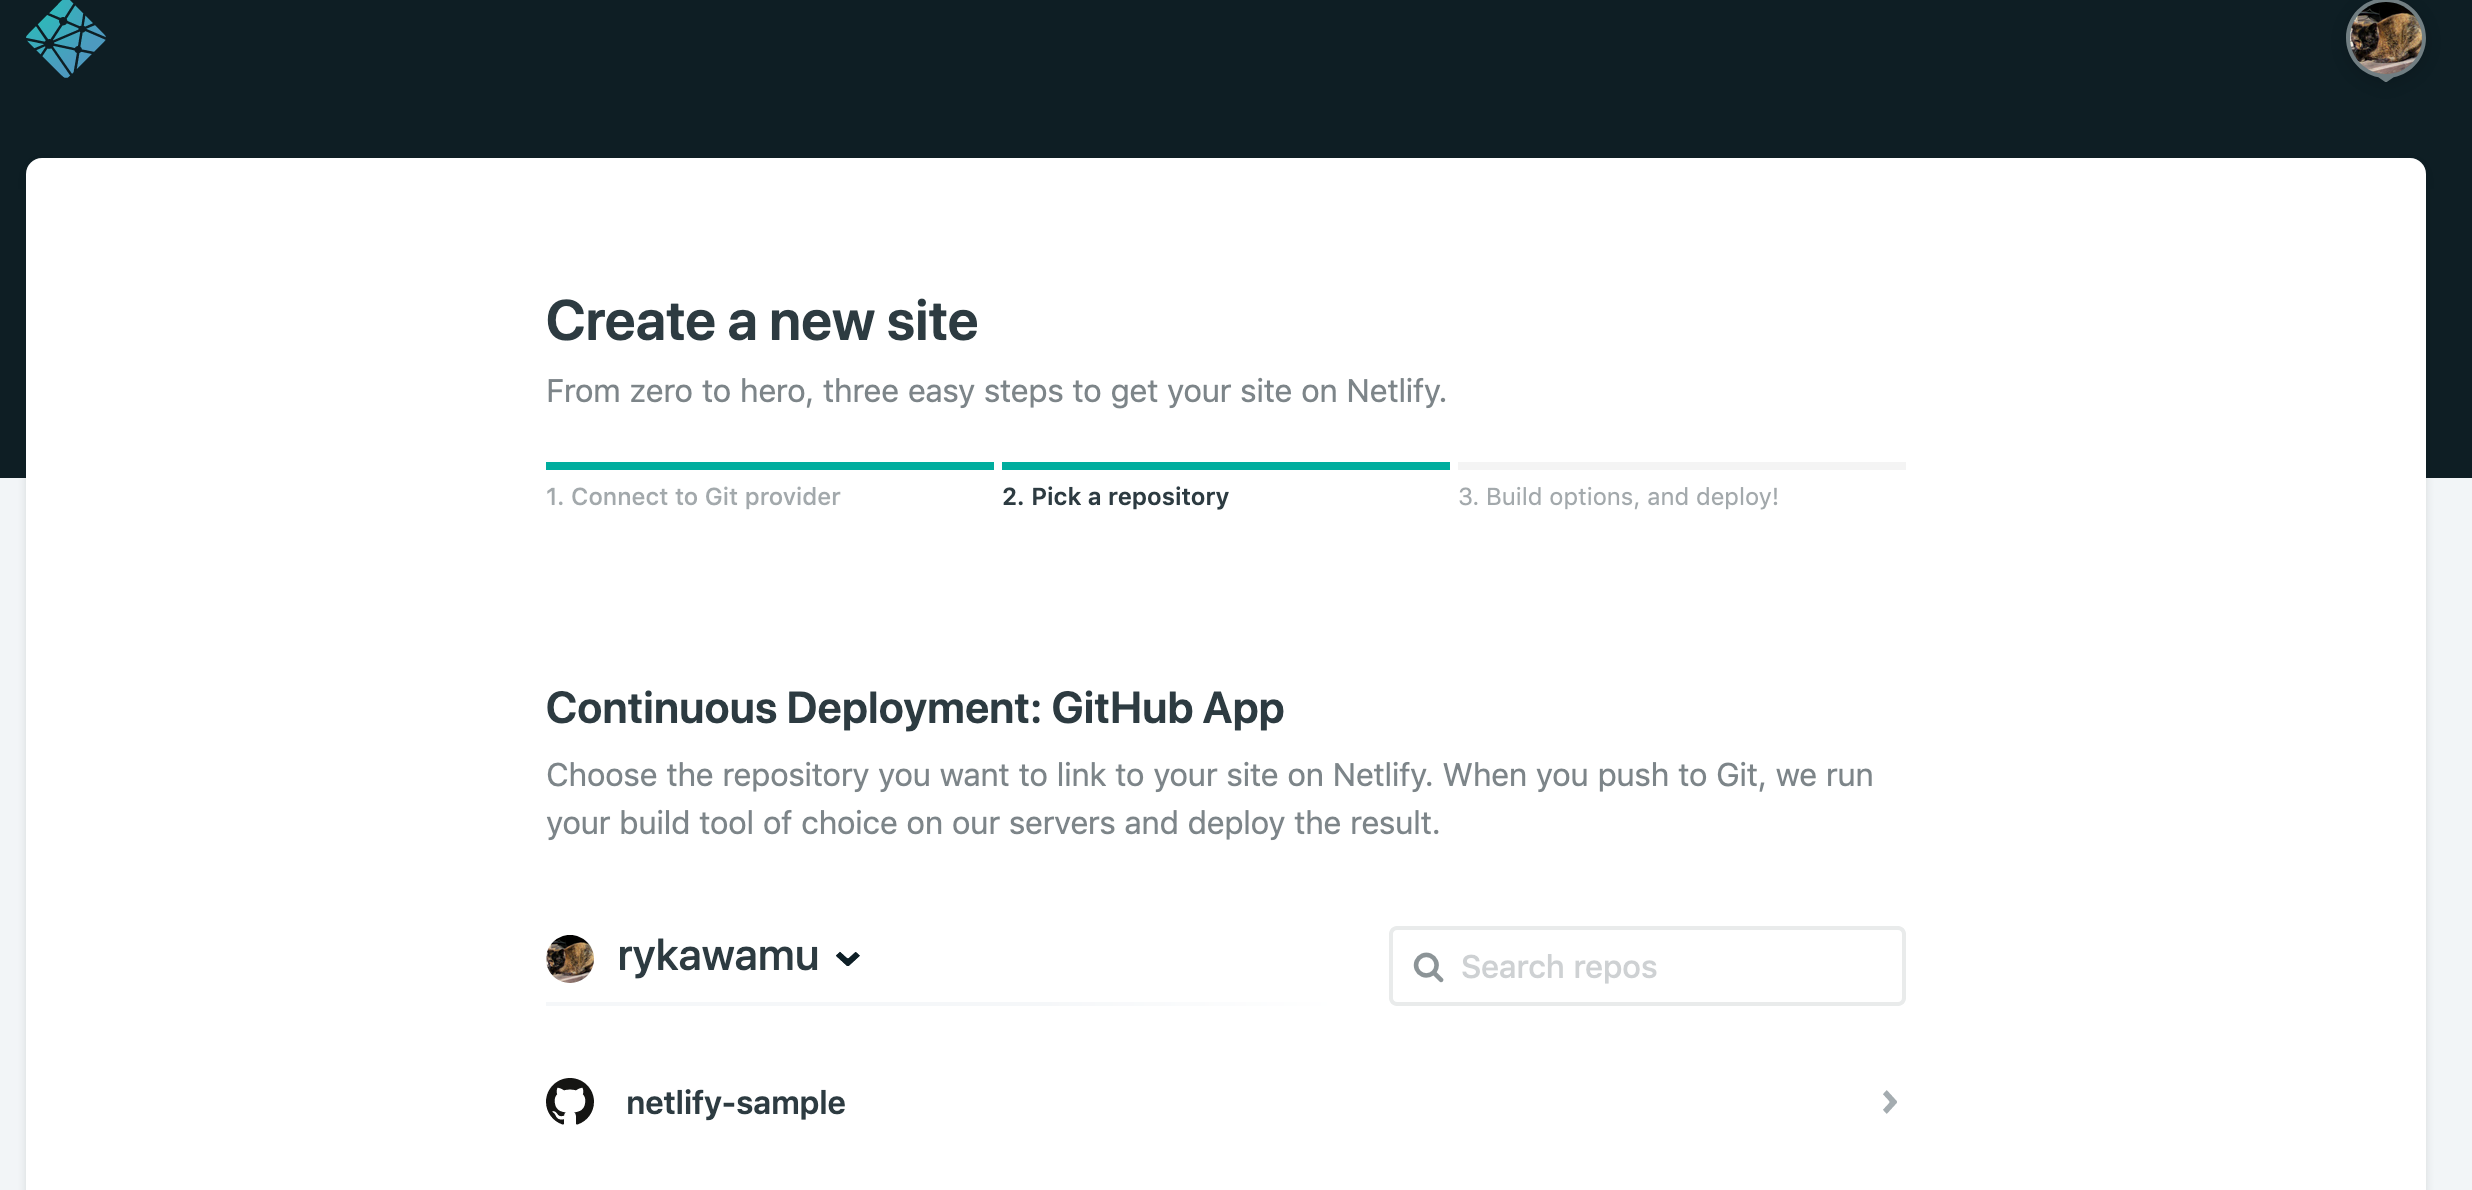 Create a new site
From zero to hero, three easy steps to get your site on Netlify.
1. Connect to Git provider
2. Pick a repository
3. Build options, and deploy!
Continuous Deployment: GitHub App
Choose the repository you want to link to your site on Netlify. When you push to Git, we run
your build tool of choice on our servers and deploy the result.
rykawamu
Search repos
netlify-sample